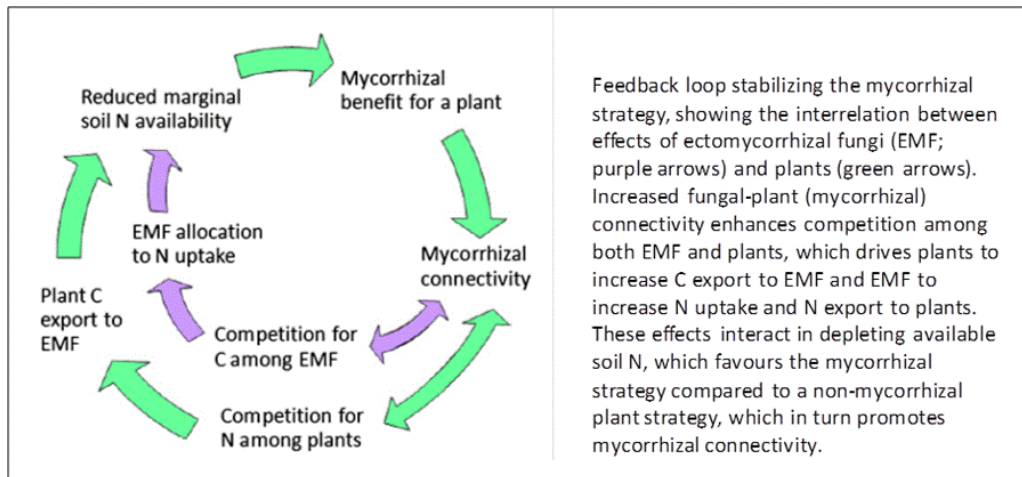 Reduced marginal
soil N availability
Mycorrhizal
benefit for a plant
Mycorrhizal
connectivity
EMF allocation
to N uptake
Plant C
export to
EMF
Competition for
C among EMF
Competition for
N among plants
Feedback loop stabilizing the mycorrhizal
strategy, showing the interrelation between
effects of ectomycorrhizal fungi (EMF;
purple arrows) and plants (green arrows).
Increased fungal-plant (mycorrhizal)
connectivity enhances competition among
both EMF and plants, which drives plants to
increase C export to EMF and EMF to
increase N uptake and N export to plants.
These effects interact in depleting available
soil N, which favours the mycorrhizal
strategy compared to a non-mycorrhizal
plant strategy, which in turn promotes
mycorrhizal connectivity.